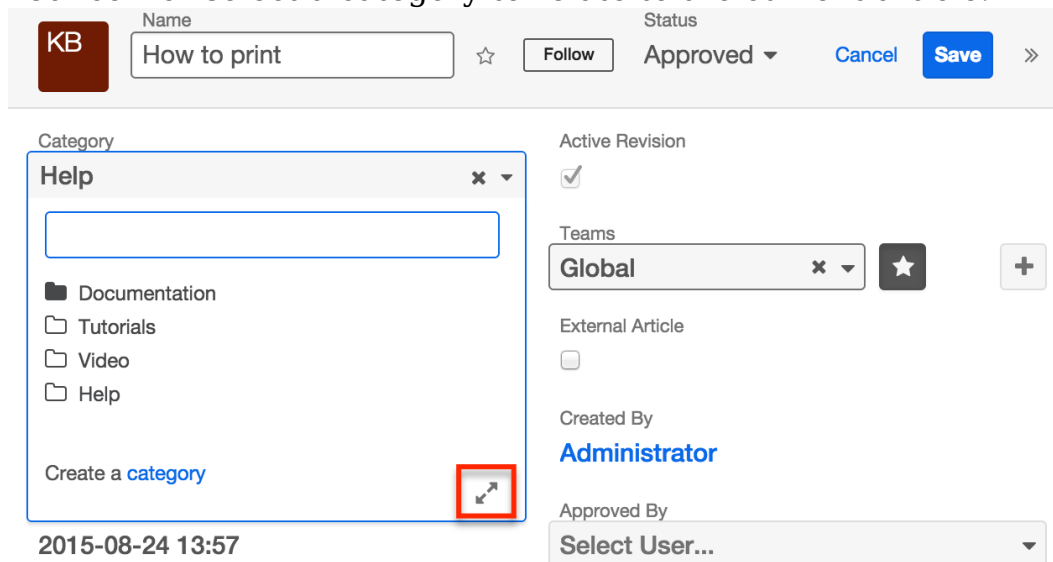 KB
Name
How to print
Follow
Status
Approved
Cancel
Save
Category
Help
Documentation
Tutorials
Video
Help
Create a category
2015-08-24 13:57
Active Revision
Teams
Global
External Article
Created By
Administrator
Approved By
Select User...